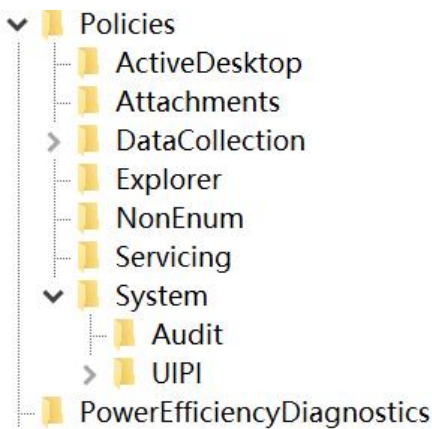 Policies
ActiveDesktop
Attachments
DataCollection
Explorer
NonEnum
Servicing
System
Audit
UIPI
PowerEfficiencyDiagnostics